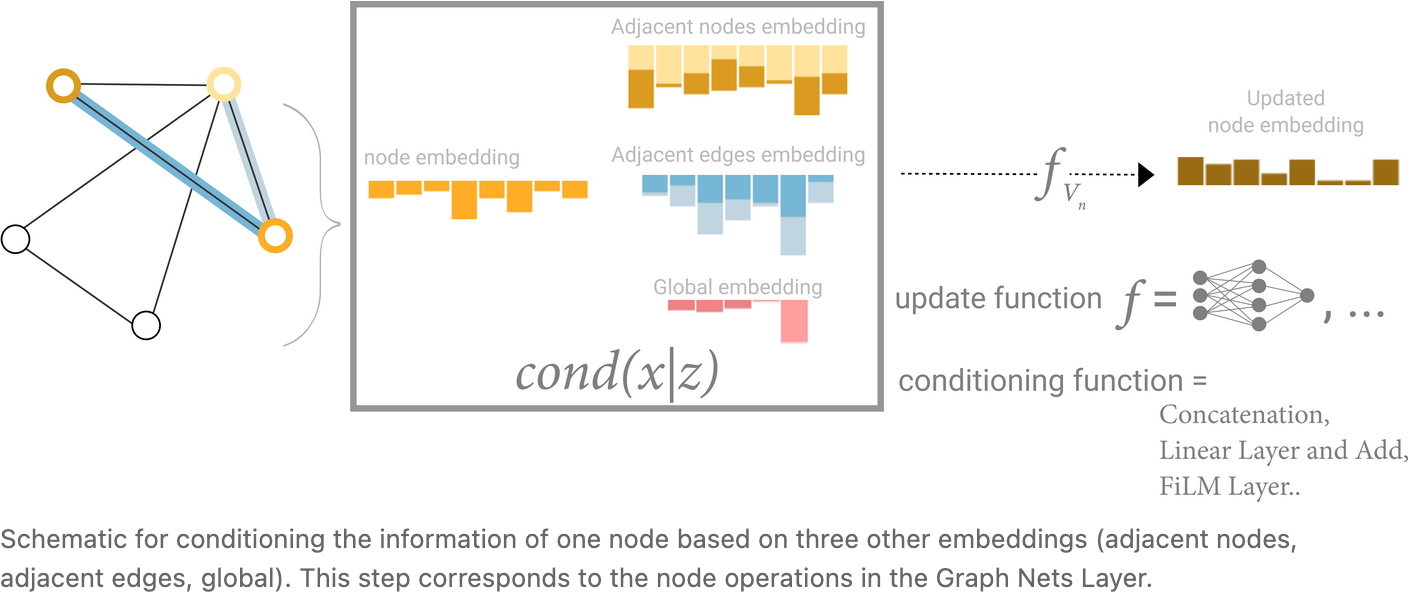 Adjacent nodes embedding
node embedding
Adjacent edges embedding
Global embedding
cond(x|z)
f Vn
Updated
node embedding
update function f = , ...
conditioning function =
Concatenation,
Linear Layer and Add,
FiLM Layer..
Schematic for conditioning the information of one node based on three other embeddings (adjacent nodes,
adjacent edges, global). This step corresponds to the node operations in the Graph Nets Layer.